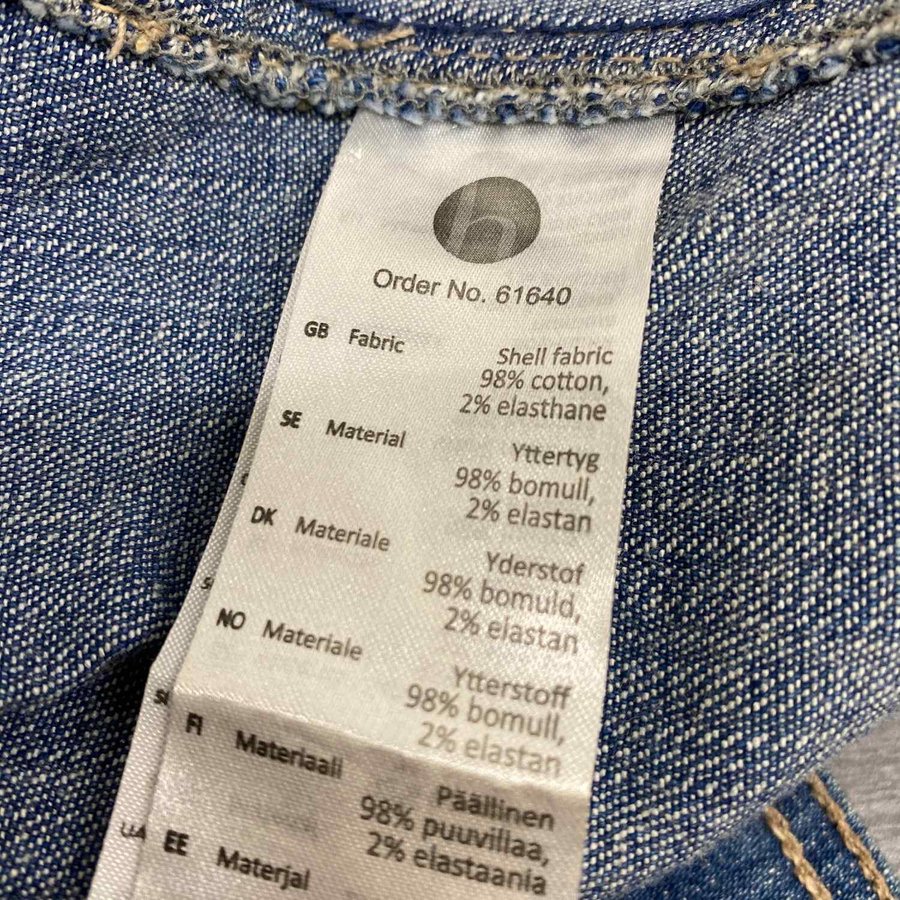 h
Order No. 61640
GB Fabric Shell fabric
98% cotton,
2% elasthane
SE Material Yttertyg
98% bomull,
2% elastan
DK Materiale Yderstof
98% bomuld,
2% elastan
NO Materiale Ytterstoff
98% bomull,
2% elastan
FI Materiaali Päällinen
98% puuvillaa,
2% elastaania
EE Materjal
UA